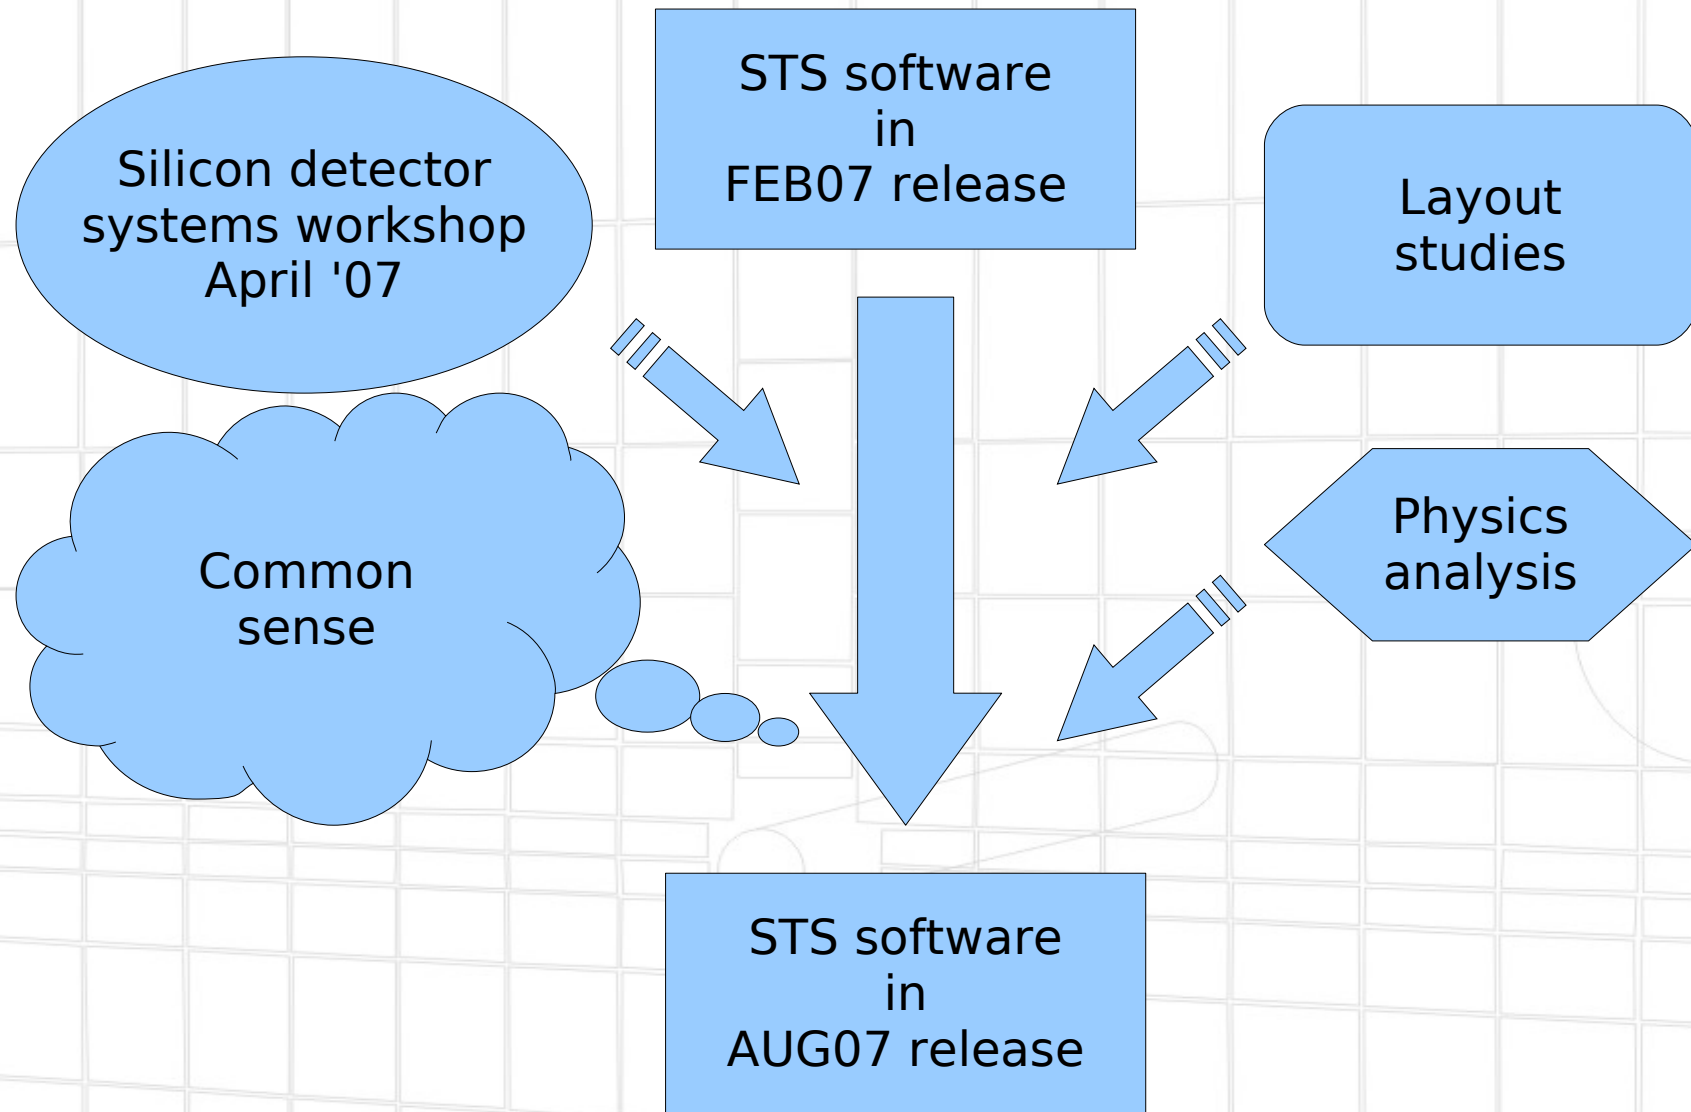 STS software
in
FEB07 release
Silicon detector
systems workshop
April '07
Layout
studies
Common
sense
Physics
analysis
STS software
in
AUG07 release